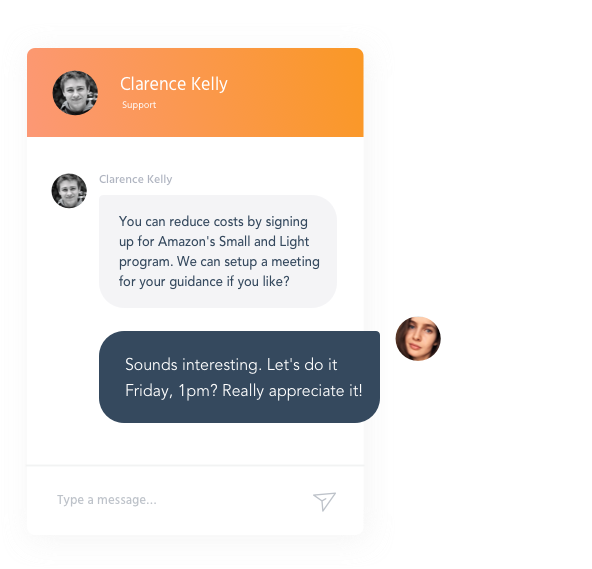 Clarence Kelly
Support
Clarence Kelly
You can reduce costs by signing
up for Amazon's Small and Light
program. We can setup a meeting
for your guidance if you like?
Sounds interesting. Let's do it
Friday, 1pm? Really appreciate it!
Type a message...